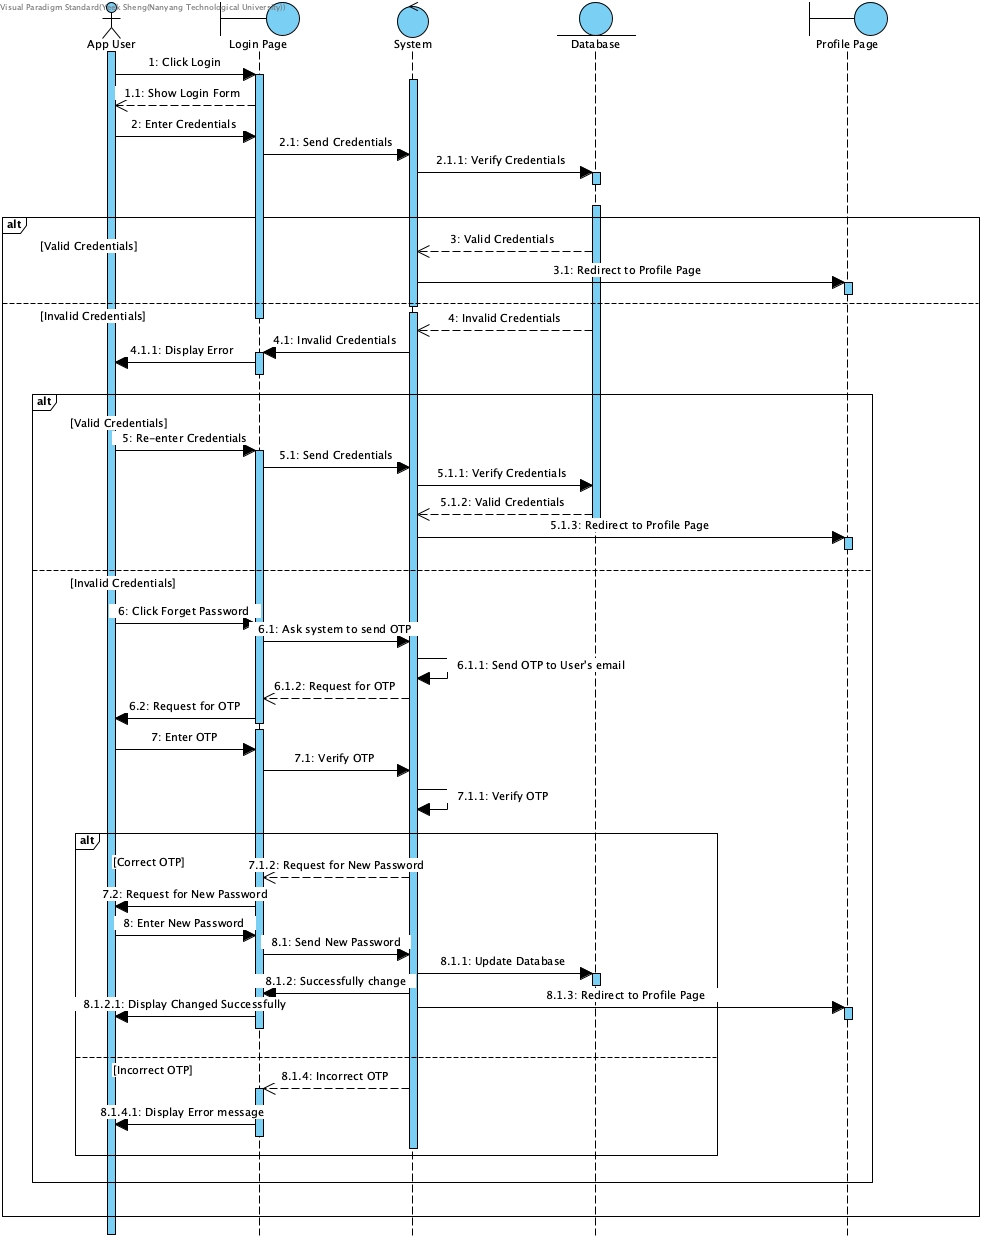 Visual Paradigm Standard(Yock Sheng(Nanyang Technological University))
App User
Login Page
System
Database
Profile Page
1: Click Login
1.1: Show Login Form
2: Enter Credentials
2.1: Send Credentials
2.1.1: Verify Credentials
alt
[Valid Credentials]
3: Valid Credentials
3.1: Redirect to Profile Page
[Invalid Credentials]
4: Invalid Credentials
4.1: Invalid Credentials
4.1.1: Display Error
alt
[Valid Credentials]
5: Re-enter Credentials
5.1: Send Credentials
5.1.1: Verify Credentials
5.1.2: Valid Credentials
5.1.3: Redirect to Profile Page
[Invalid Credentials]
6: Click Forget Password
6.1: Ask system to send OTP
6.1.1: Send OTP to User's email
6.1.2: Request for OTP
6.2: Request for OTP
7: Enter OTP
7.1: Verify OTP
7.1.1: Verify OTP
alt
[Correct OTP]
7.1.2: Request for New Password
7.2: Request for New Password
8: Enter New Password
8.1: Send New Password
8.1.1: Update Database
8.1.2: Successfully change
8.1.3: Redirect to Profile Page
8.1.2.1: Display Changed Successfully
[Incorrect OTP]
8.1.4: Incorrect OTP
8.1.4.1: Display Error message